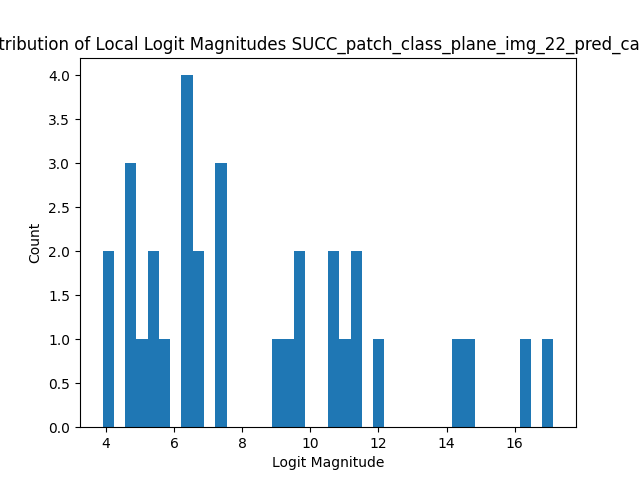 tribution of Local Logit Magnitudes SUCC_patch_class_plane_img_22_pred_ca
4.0
3.5
3.0
2.5
2.0
1.5
1.0
0.5
0.0
Count
4 6 8 10 12 14 16
Logit Magnitude